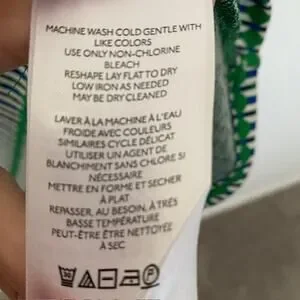 MACHINE WASH COLD GENTLE WITH
LIKE COLORS
USE ONLY NON-CHLORINE
BLEACH
RESHAPE LAY FLAT TO DRY
LOW IRON AS NEEDED
MAY BE DRY CLEANED
LAVER À LA MACHINE À L'EAU
FROIDE AVEC COULEURS
SIMILAIRES CYCLE DÉLICAT
UTILISER UN AGENT DE
BLANCHIMENT SANS CHLORE SI
NÉCESSAIRE
METTRE EN FORME ET SECHER
À PLAT
REPASSER, AU BESOIN, À TRÈS
BASSE TEMPÉRATURE
PEUT-ÊTRE ÊTRE NETTOYÉ
À SEC